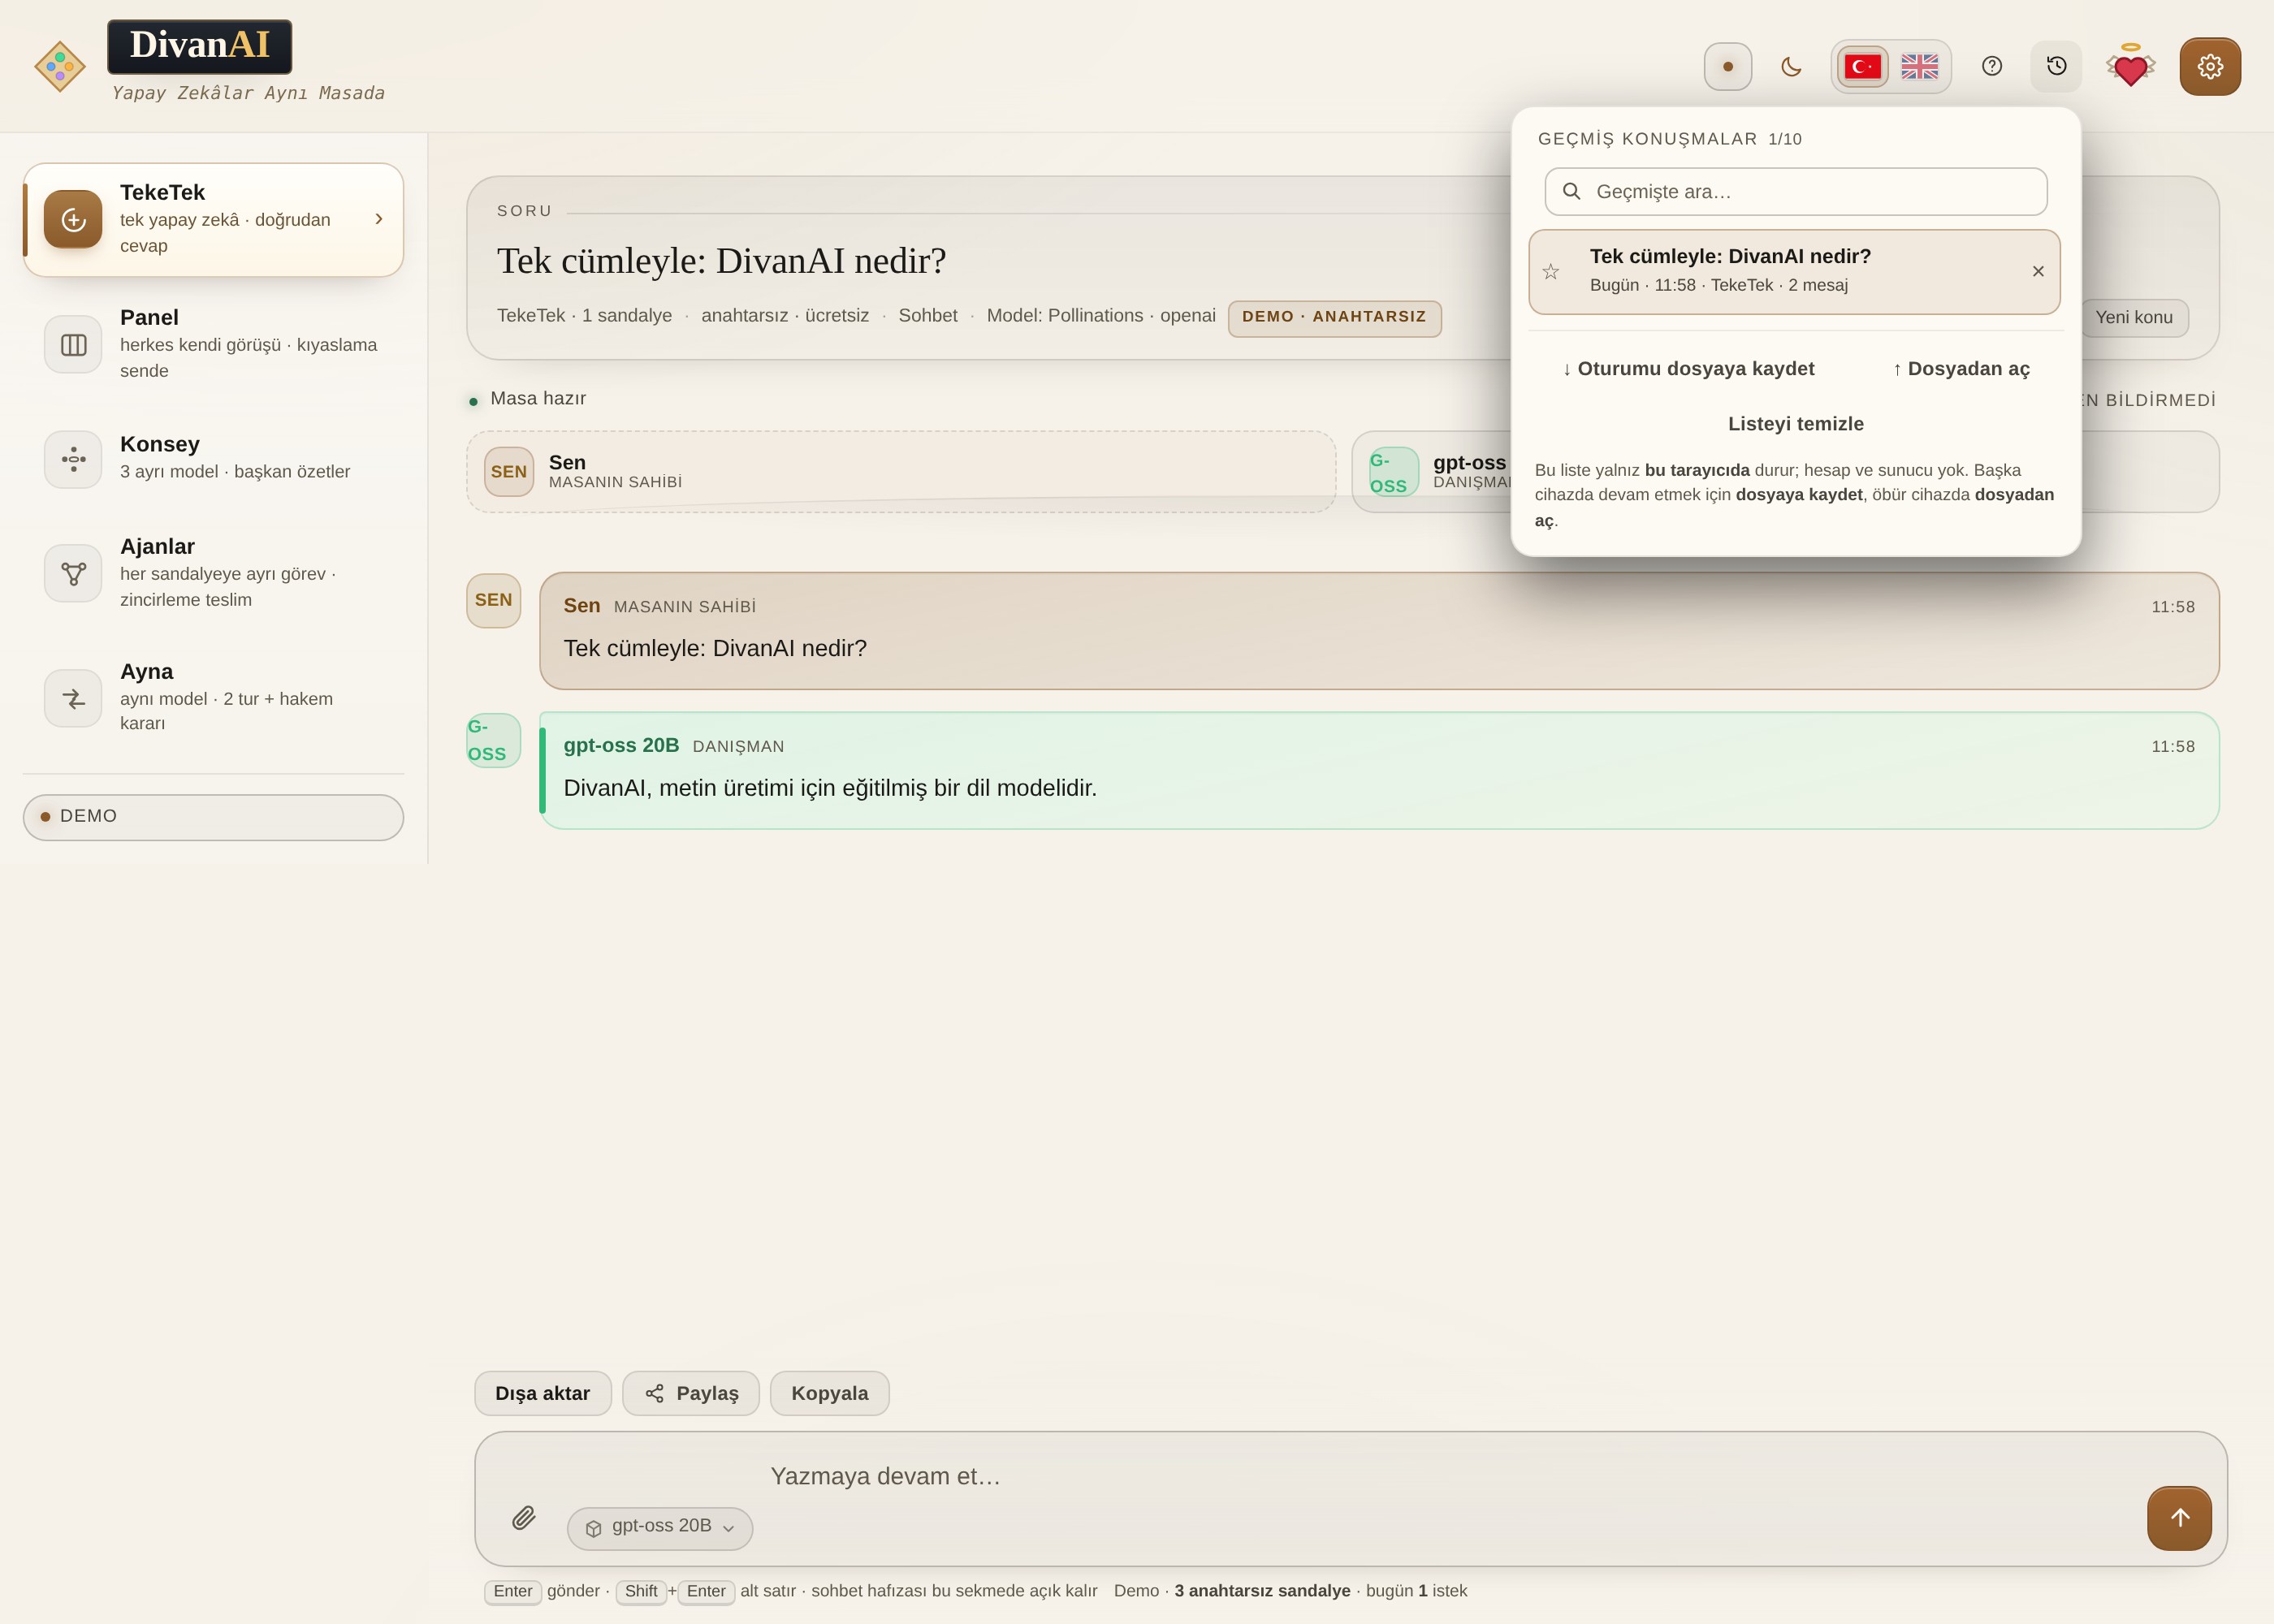 DivanAI
Yapay Zekâlar Aynı Masada
TekeTek
tek yapay zekâ · doğrudan
cevap
Panel
herkes kendi görüşü · kıyaslama
sende
Konsey
3 ayrı model · başkan özetler
Ajanlar
her sandalyeye ayrı görev ·
zincirleme teslim
Ayna
aynı model · 2 tur + hakem
kararı
DEMO
SORU
Tek cümleyle: DivanAI nedir?
TekeTek · 1 sandalye · anahtarsız · ücretsiz · Sohbet · Model: Pollinations · openai DEMO · ANAHTARSIZ
Yeni konu
Masa hazır
EN BİLDİRMEDİ
SEN
Sen
MASANIN SAHİBİ
G-
OSS
gpt-oss
DANIŞMA
GEÇMİŞ KONUŞMALAR 1/10
Geçmişte ara…
☆ Tek cümleyle: DivanAI nedir? ×
Bugün · 11:58 · TekeTek · 2 mesaj
↓ Oturumu dosyaya kaydet ↑ Dosyadan aç
Listeyi temizle
Bu liste yalnız bu tarayıcıda durur; hesap ve sunucu yok. Başka
cihazda devam etmek için dosyaya kaydet, öbür cihazda dosyadan
aç.
SEN
Sen MASANIN SAHİBİ 11:58
Tek cümleyle: DivanAI nedir?
G-
OSS
gpt-oss 20B DANIŞMAN 11:58
DivanAI, metin üretimi için eğitilmiş bir dil modelidir.
Dışa aktar Paylaş Kopyala
Yazmaya devam et…
gpt-oss 20B
Enter gönder · Shift+Enter alt satır · sohbet hafızası bu sekmede açık kalır Demo · 3 anahtarsız sandalye · bugün 1 istek